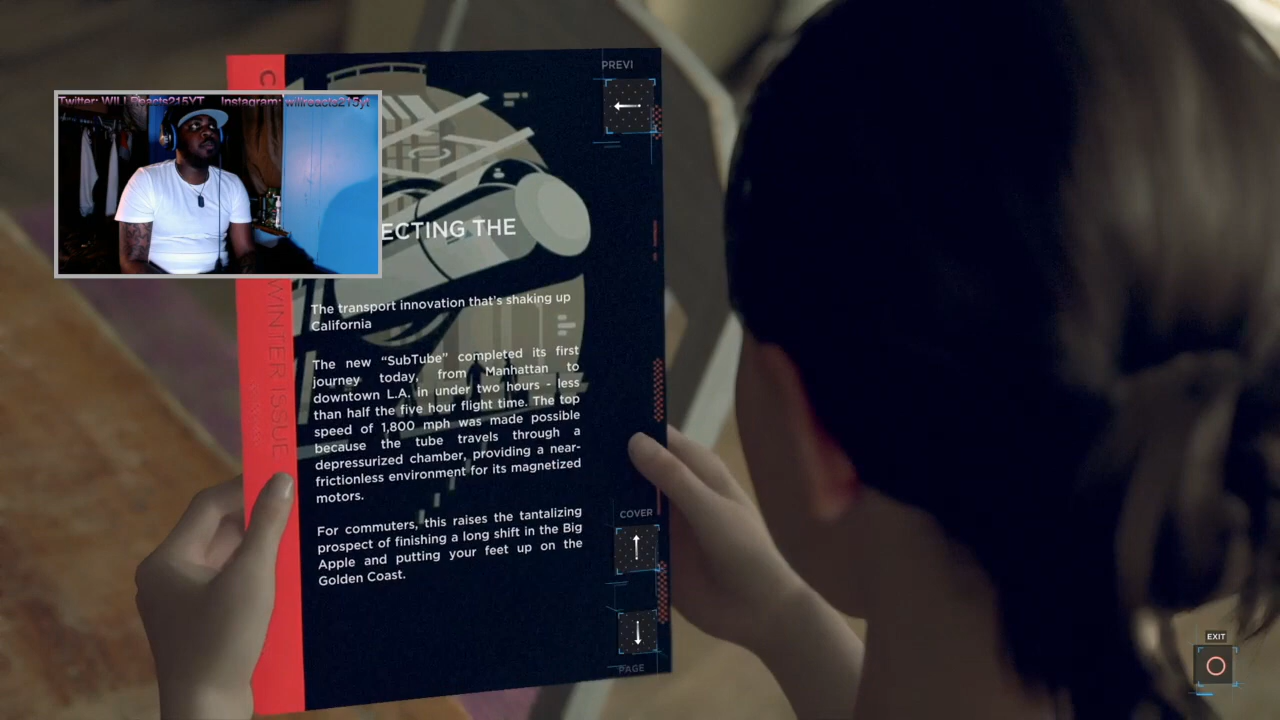 PREVI
Twitter: WILLReacts215YT Instagram: willreacts215yt
ECTING THE
WINTER ISSUE
The transport innovation that's shaking up
California
The new “SubTube” completed its first
journey today, from Manhattan to
downtown L.A. in under two hours - less
than half the five hour flight time. The top
speed of 1,800 mph was made possible
because the tube travels through a
depressurized chamber, providing a near-
frictionless environment for its magnetized
motors.
For commuters, this raises the tantalizing
prospect of finishing a long shift in the Big
Apple and putting your feet up on the
Golden Coast.
COVER
PAGE
EXIT